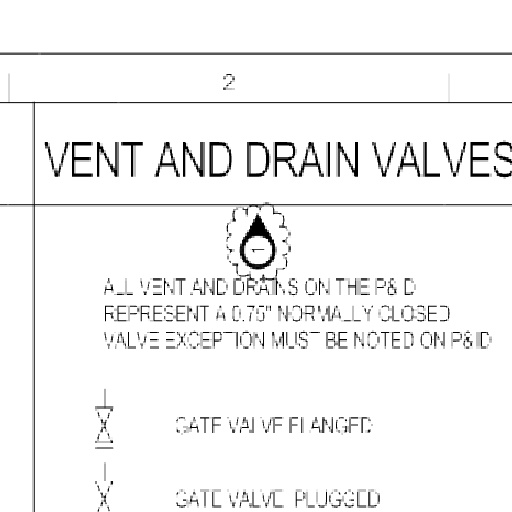 2
VENT AND DRAIN VALVES
1
ALL VENT AND DRAINS ON THE P&ID
REPRESENT A 0.75" NORMALLY CLOSED
VALVE EXCEPTION MUST BE NOTED ON P&ID
GATE VALVE FLANGED
GATE VALVE PLUGGED